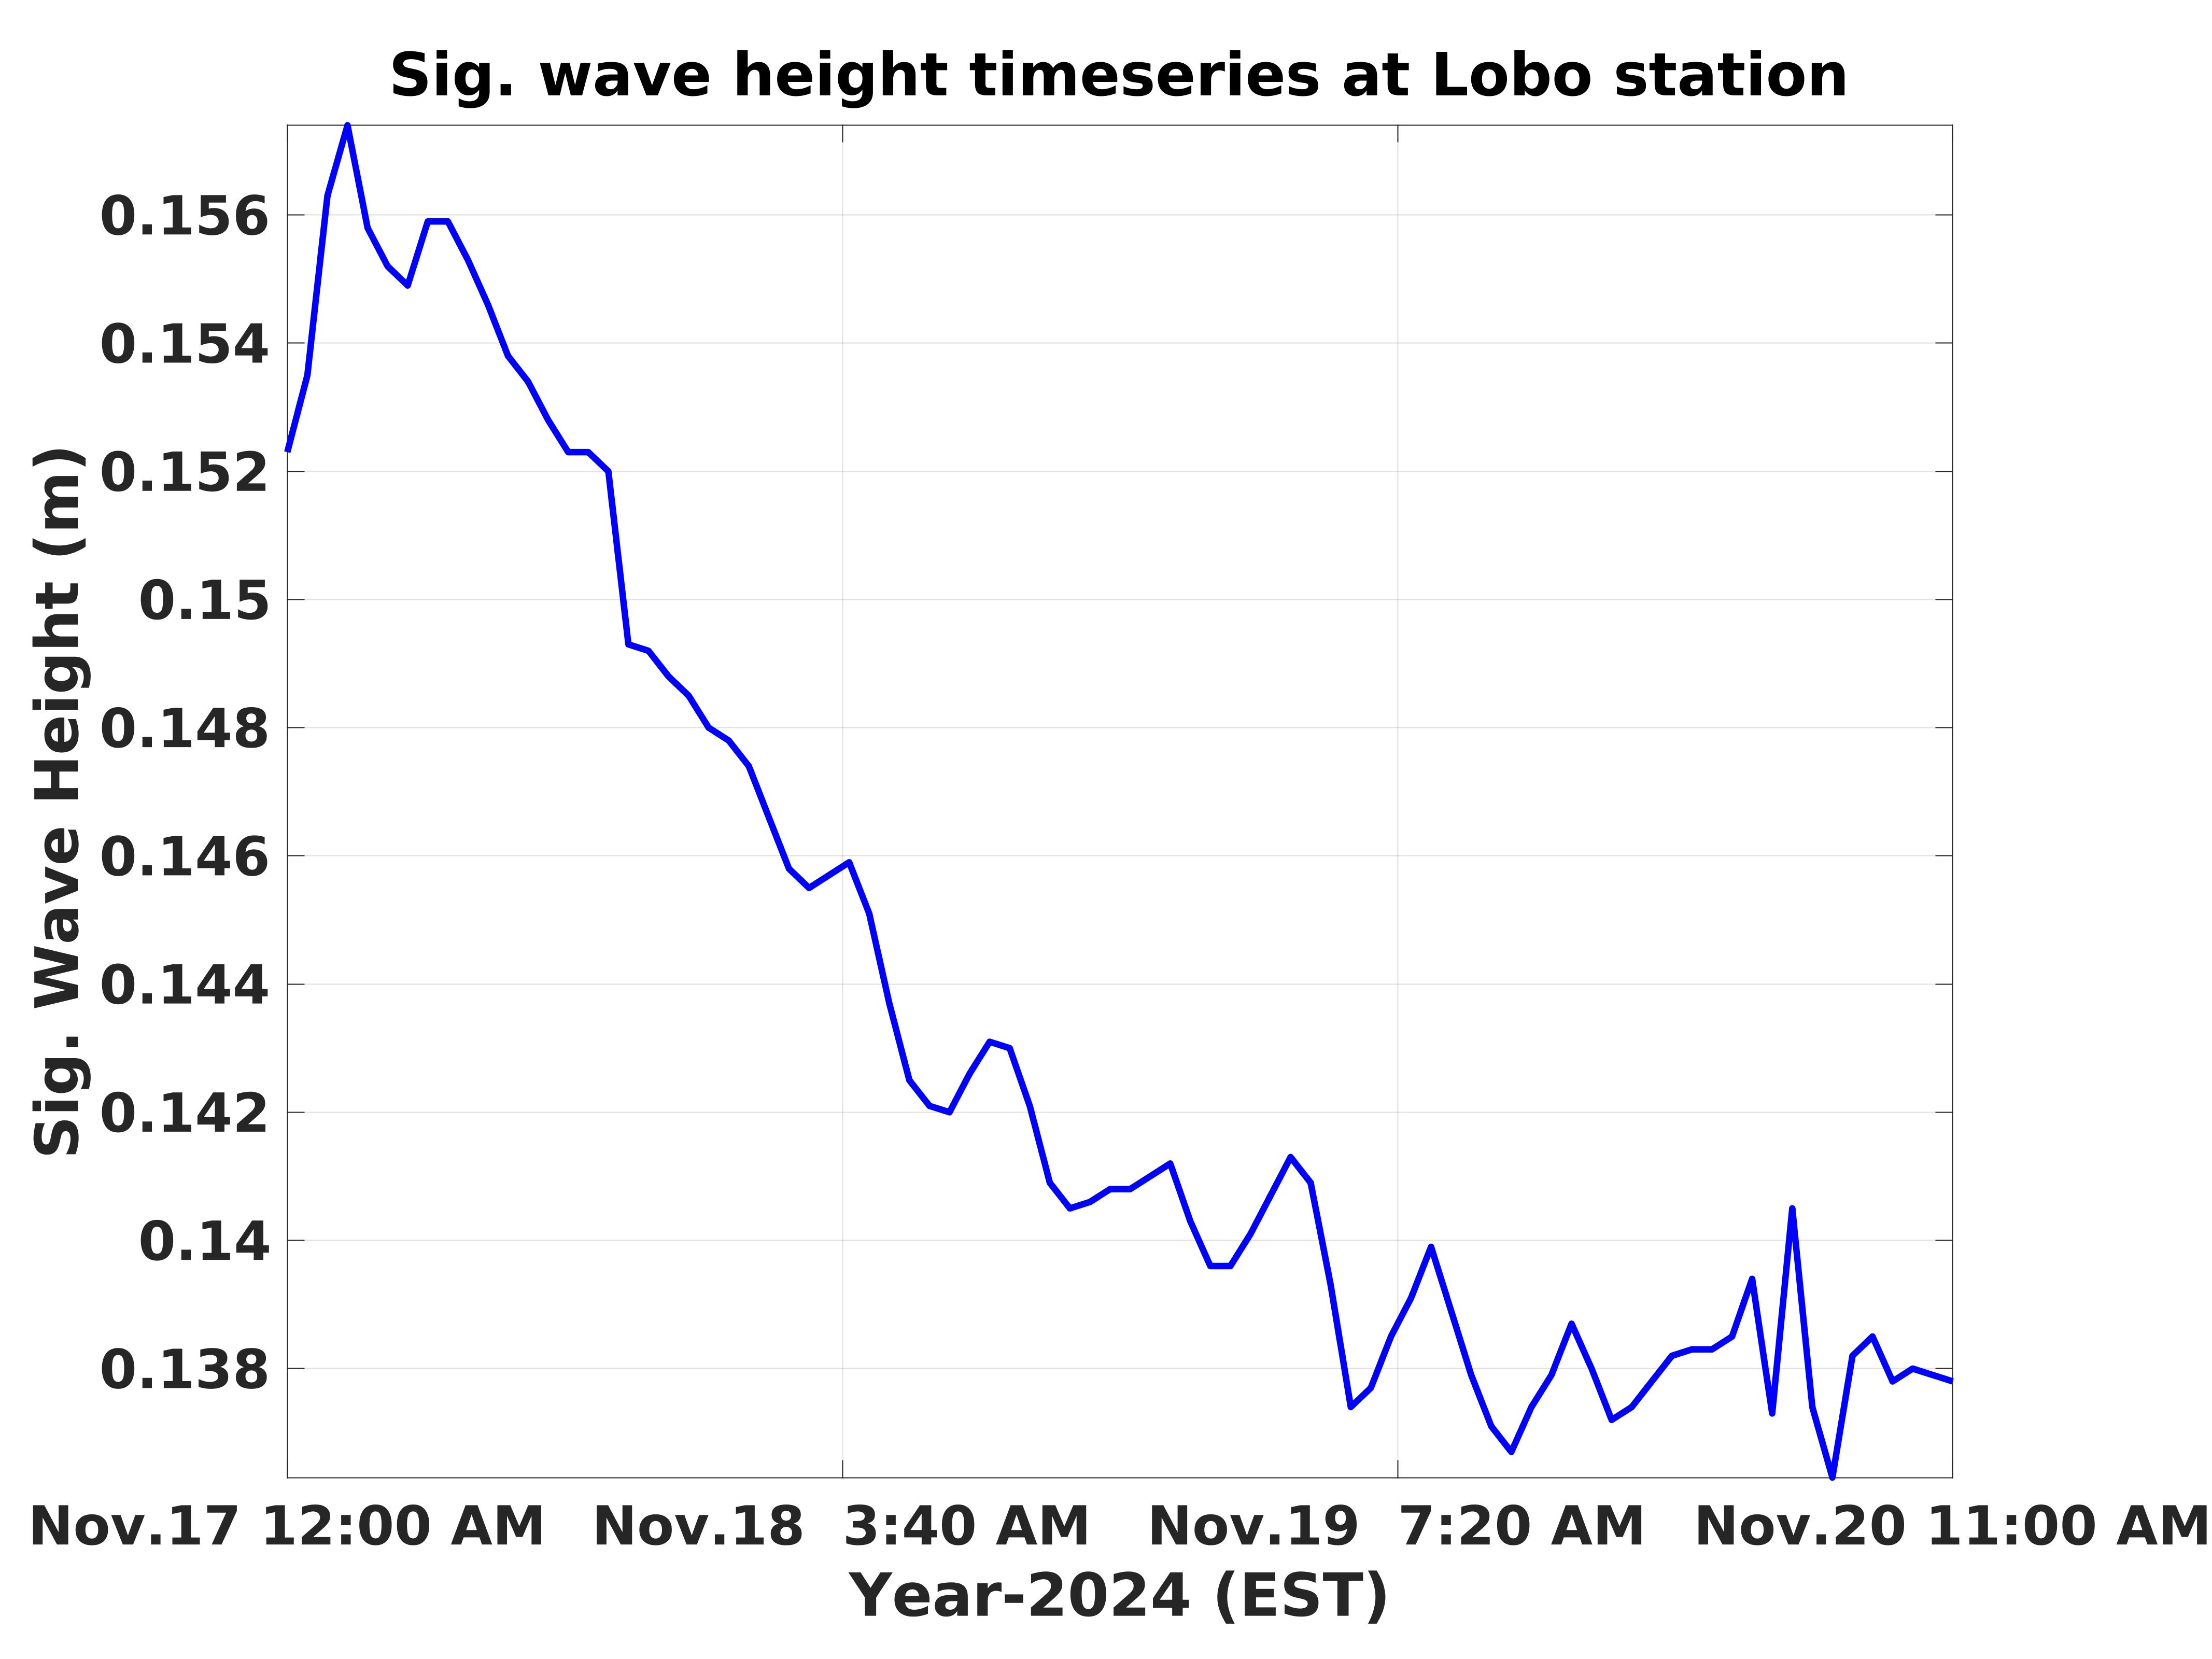 Sig. wave height timeseries at Lobo station
Sig. Wave Height (m)
0.156
0.154
0.152
0.15
0.148
0.146
0.144
0.142
0.14
0.138
Nov.17 12:00 AM
Nov.18 3:40 AM
Nov.19 7:20 AM
Nov.20 11:00 AM
Year-2024 (EST)